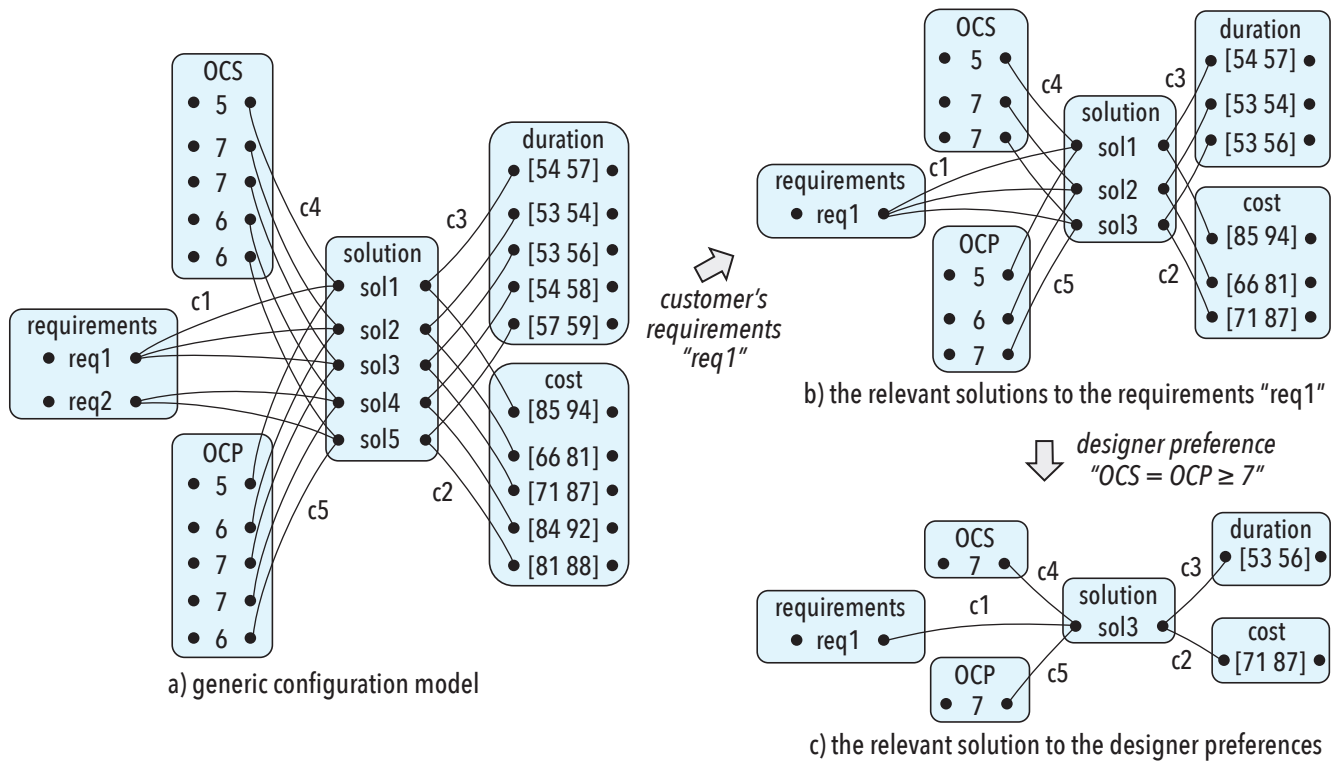 OCS
5
7
7
6
6
c4
c1
requirements
req1
req2
OCP
5
6
7
7
6
c5
solution
sol1
sol2
sol3
sol4
sol5
c3
c2
duration
[54 57]
[53 54]
[53 56]
[54 58]
[57 59]
cost
[85 94]
[66 81]
[71 87]
[84 92]
[81 88]
a) generic configuration model
customer's
requirements
"req1"
OCS
5
7
7
c4
c1
requirements
req1
OCP
5
6
7
c5
solution
sol1
sol2
sol3
c3
c2
duration
[54 57]
[53 54]
[53 56]
cost
[85 94]
[66 81]
[71 87]
b) the relevant solutions to the requirements "req1"
designer preference
"OCS = OCP ≥ 7"
OCS
7
c4
c1
requirements
req1
OCP
7
c5
solution
sol3
c3
c2
duration
[53 56]
cost
[71 87]
c) the relevant solution to the designer preferences